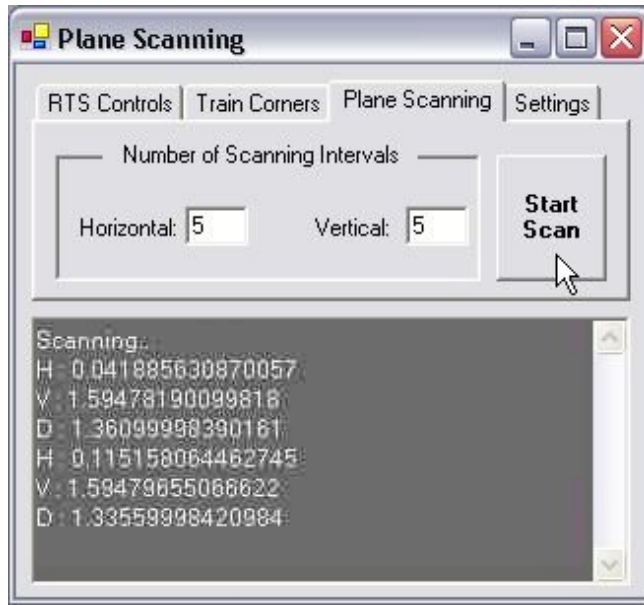 Plane Scanning
RTS Controls Train Corners Plane Scanning Settings
Number of Scanning Intervals
Horizontal: 5 Vertical: 5
Start
Scan
Scanning..
H : 0.041885630870057
V : 1.59478190099818
D : 1.36099998390161
H : 0.115158064462745
V : 1.59479655066622
D : 1.33559998420984